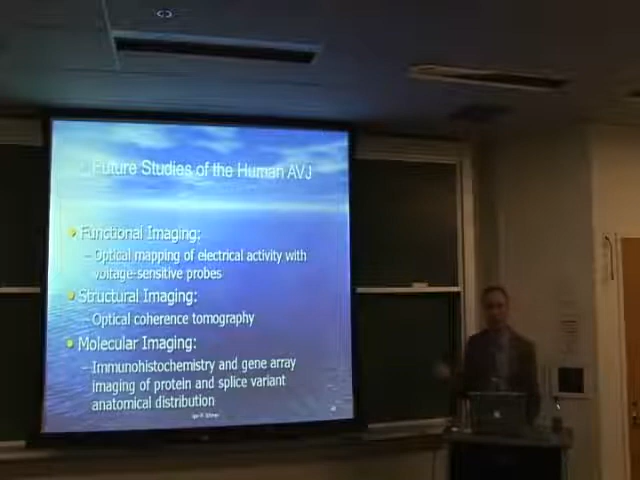 Future Studies of the Human AVJ
Functional Imaging:
– Optical mapping of electrical activity with
voltage-sensitive probes
Structural Imaging:
– Optical coherence tomography
Molecular Imaging:
– Immunohistochemistry and gene array
imaging of protein and splice variant
anatomical distribution